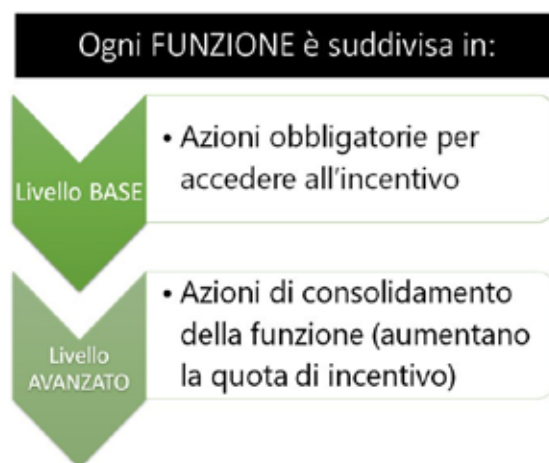 Ogni FUNZIONE è suddivisa in:
Livello BASE
• Azioni obbligatorie per
accedere all'incentivo
Livello
AVANZATO
• Azioni di consolidamento
della funzione (aumentano
la quota di incentivo)